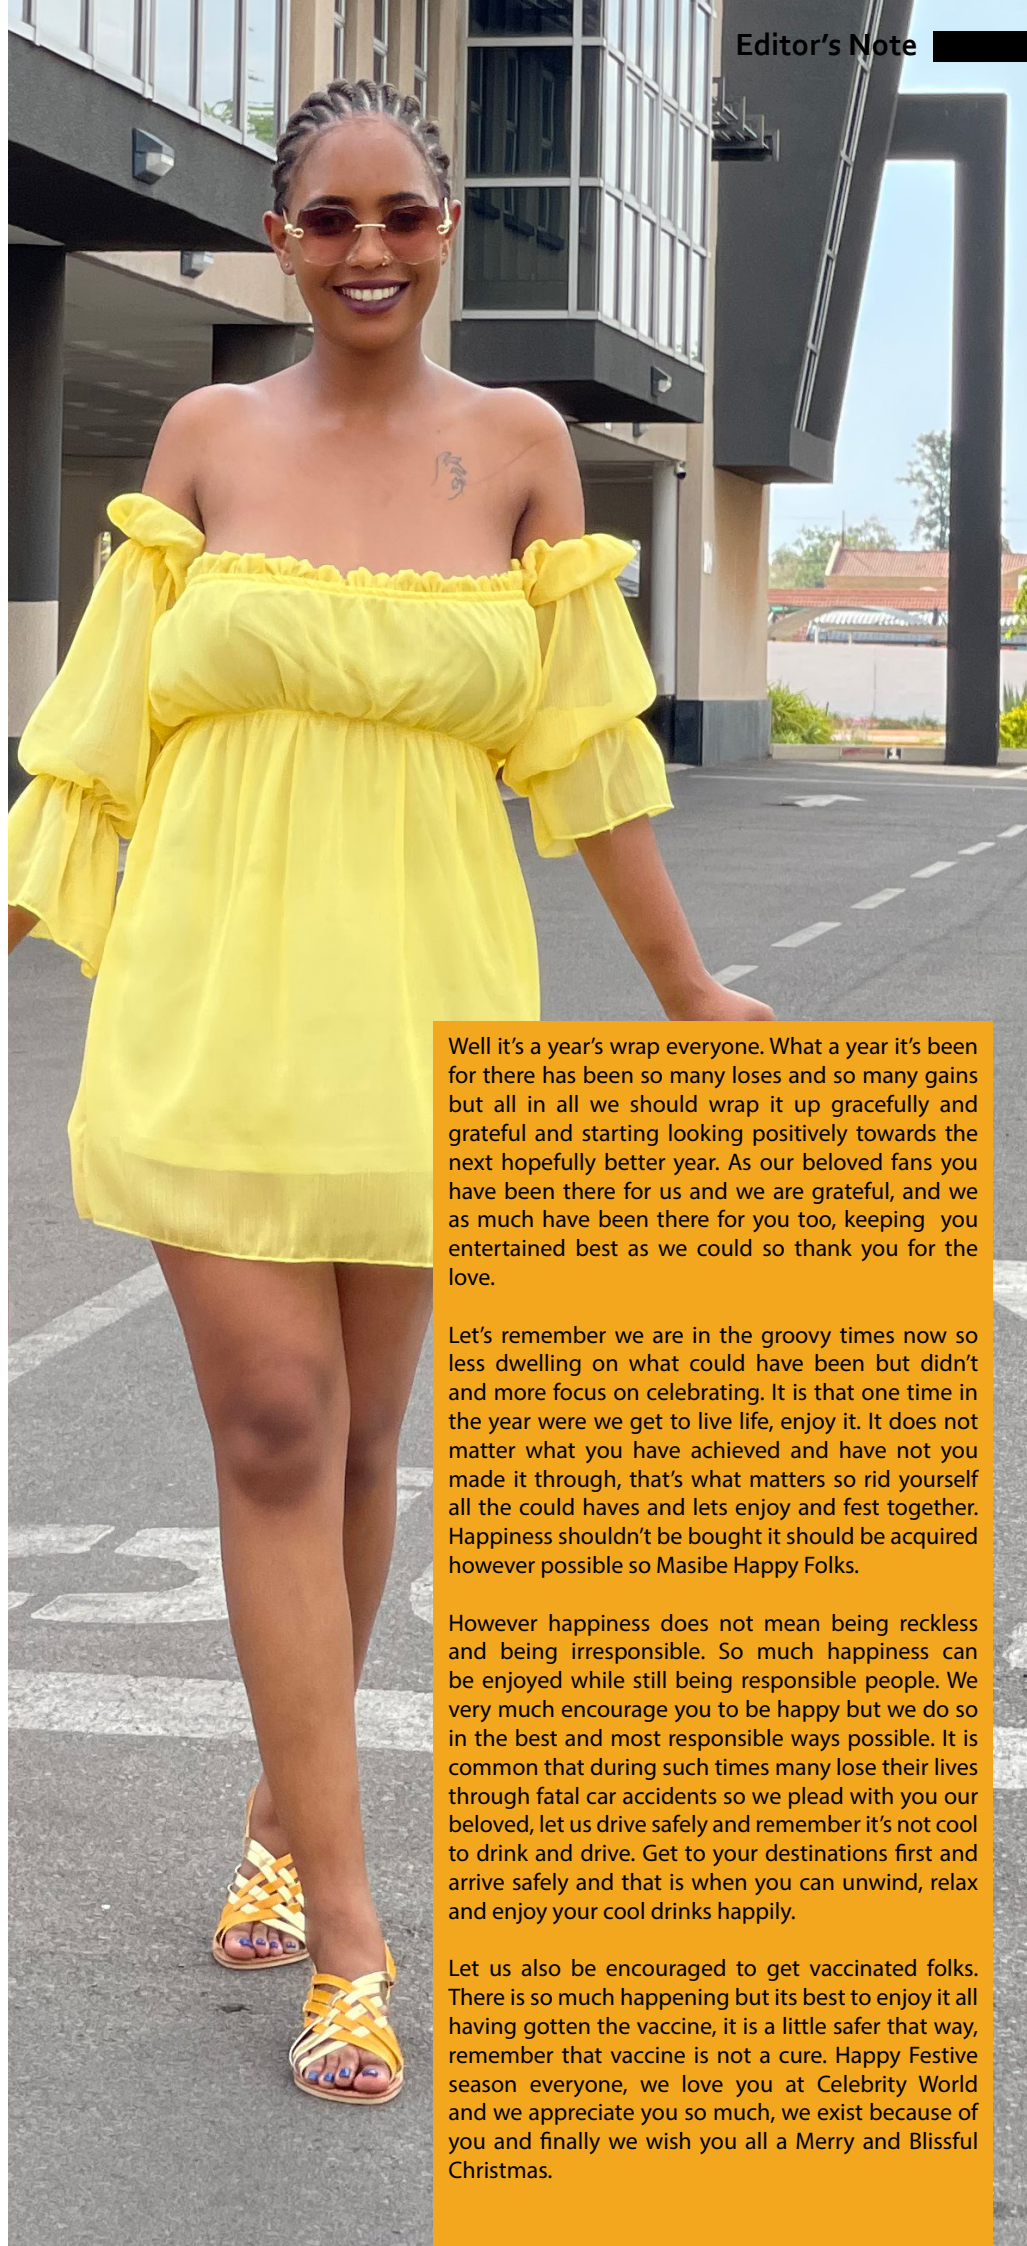 Editor's Note
Well it's a year's wrap everyone. What a year it's been
for there has been so many loses and so many gains
but all in all we should wrap it up gracefully and
grateful and starting looking positively towards the
next hopefully better year. As our beloved fans you
have been there for us and we are grateful, and we
as much have been there for you too, keeping you
entertained best as we could so thank you for the
love.
Let's remember we are in the groovy times now so
less dwelling on what could have been but didn't
and more focus on celebrating. It is that one time in
the year were we get to live life, enjoy it. It does not
matter what you have achieved and have not you
made it through, that's what matters so rid yourself
all the could haves and lets enjoy and fest together.
Happiness shouldn't be bought it should be acquired
however possible so Masibe Happy Folks.
However happiness does not mean being reckless
and being irresponsible. So much happiness can
be enjoyed while still being responsible people. We
very much encourage you to be happy but we do so
in the best and most responsible ways possible. It is
common that during such times many lose their lives
through fatal car accidents so we plead with you our
beloved, let us drive safely and remember it's not cool
to drink and drive. Get to your destinations first and
arrive safely and that is when you can unwind, relax
and enjoy your cool drinks happily.
Let us also be encouraged to get vaccinated folks.
There is so much happening but its best to enjoy it all
having gotten the vaccine, it is a little safer that way,
remember that vaccine is not a cure. Happy Festive
season everyone, we love you at Celebrity World
and we appreciate you so much, we exist because of
you and finally we wish you all a Merry and Blissful
Christmas.